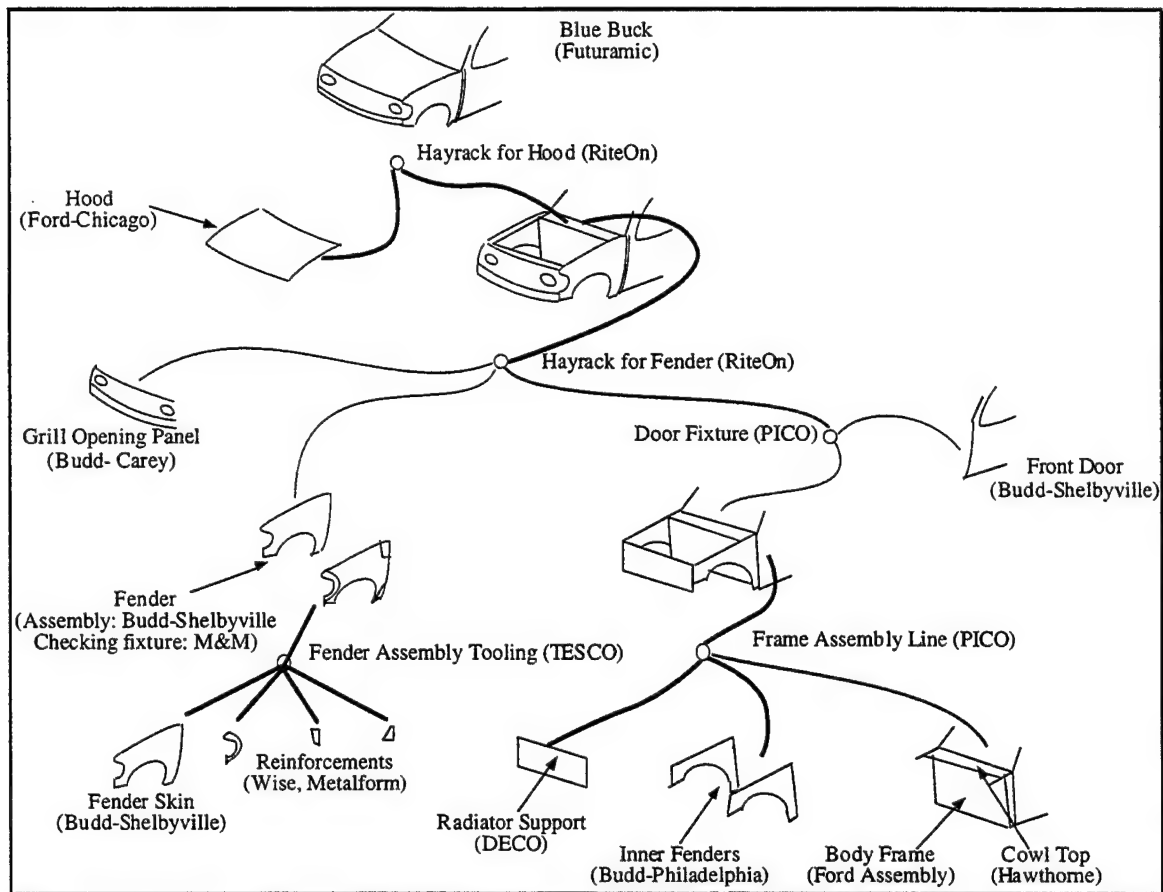 Blue Buck
(Futuramic)
Hayrack for Hood (RiteOn)
Hood
(Ford-Chicago)
Hayrack for Fender (RiteOn)
Grill Opening Panel
(Budd- Carey)
Door Fixture (PICO)
Front Door
(Budd-Shelbyville)
Fender
(Assembly: Budd-Shelbyville
Checking fixture: M&M)
Fender Assembly Tooling (TESCO)
Frame Assembly Line (PICO)
Reinforcements
(Wise, Metalform)
Fender Skin
(Budd-Shelbyville)
Radiator Support
(DECO)
Inner Fenders
(Budd-Philadelphia)
Body Frame
(Ford Assembly)
Cowl Top
(Hawthorne)